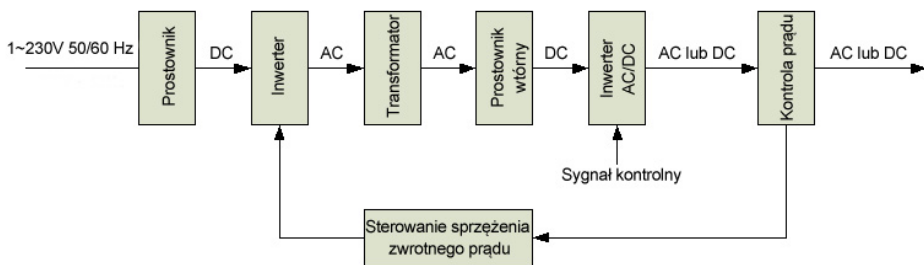 1~230V 50/60 Hz
Prostownik
DC
Inwerter
AC
Transformator
AC
Prostownik
wtórny
DC
Inwerter
AC/DC
AC lub DC
Kontrola prądu
AC lub DC
Sygnał kontrolny
Sterowanie sprzężenia
zwrotnego prądu